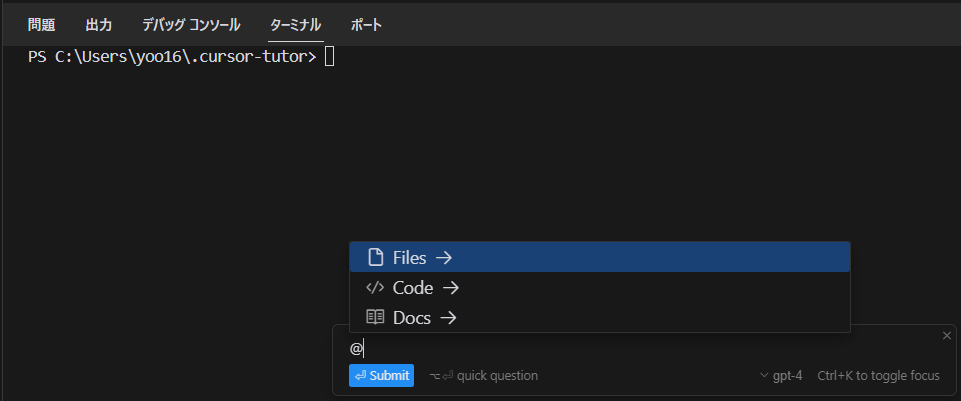 問題 出力 デバッグ コンソール ターミナル ポート
PS C:\Users\yoo16\.cursor-tutor>
Files →
</> Code →
Docs →
@
⏎ Submit ⌥⏎ quick question gpt-4 Ctrl+K to toggle focus